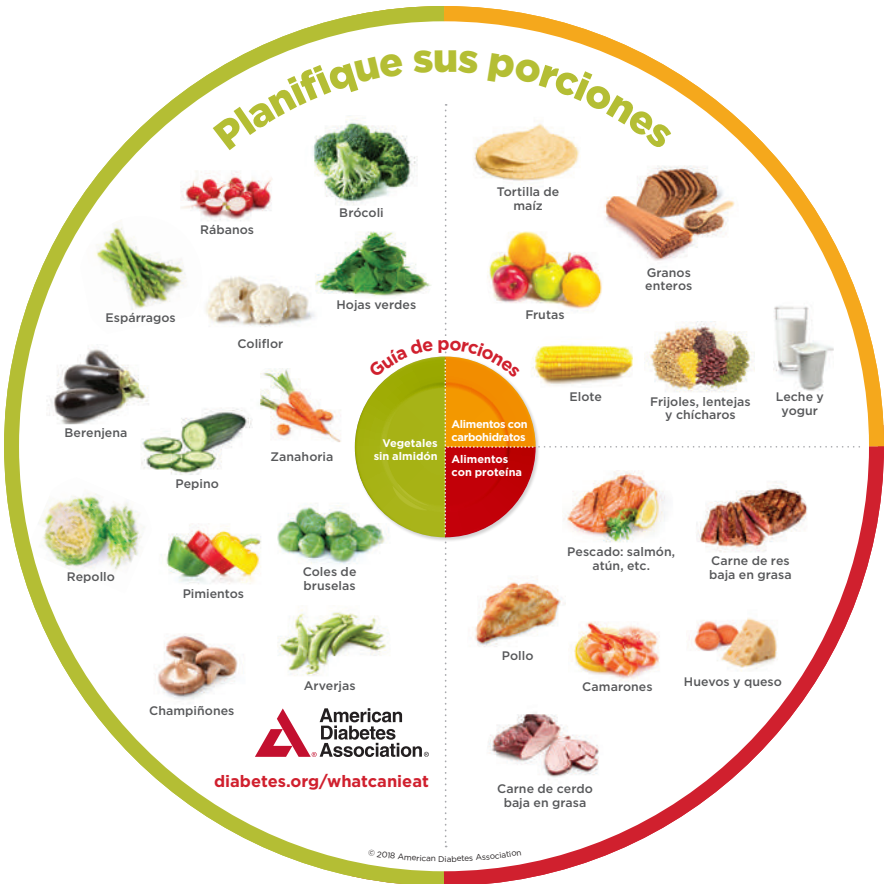 Planifique sus porciones
Rábanos
Brócoli
Espárragos
Coliflor
Hojas verdes
Berenjena
Pepino
Zanahoria
Repollo
Pimientos
Coles de
bruselas
Champiñones
Arverjas
Tortilla de
maíz
Granos
enteros
Frutas
Elote
Frijoles, lentejas
y chícharos
Leche y
yogur
Guía de porciones
Vegetales
sin almidón
Alimentos con
carbohidratos
Alimentos
con proteína
Pescado: salmón,
atún, etc.
Carne de res
baja en grasa
Pollo
Camarones
Huevos y queso
Carne de cerdo
baja en grasa
American
Diabetes
Association®
diabetes.org/whatcanieat
© 2018 American Diabetes Association